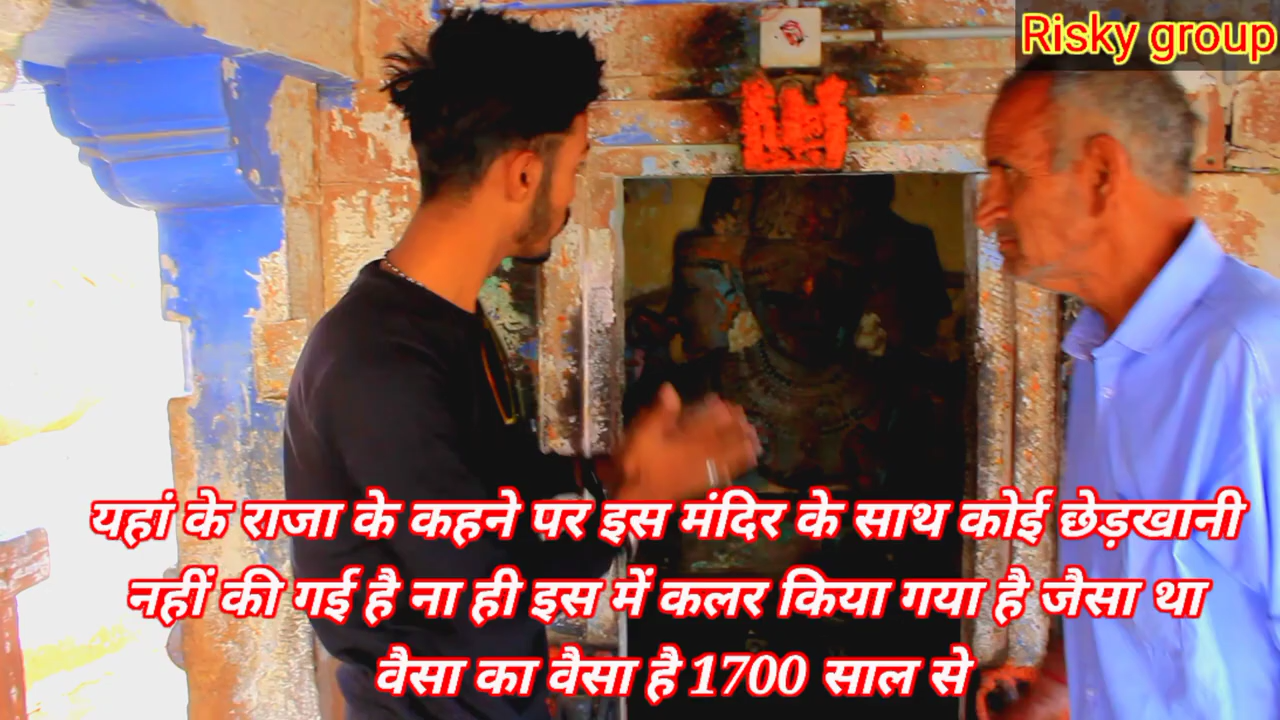 Risky group
यहां के राजा के कहने पर इस मंदिर के साथ कोई छेड़खानी
नहीं की गई है ना ही इस में कलर किया गया है जैसा था
वैसा का वैसा है 1700 साल से